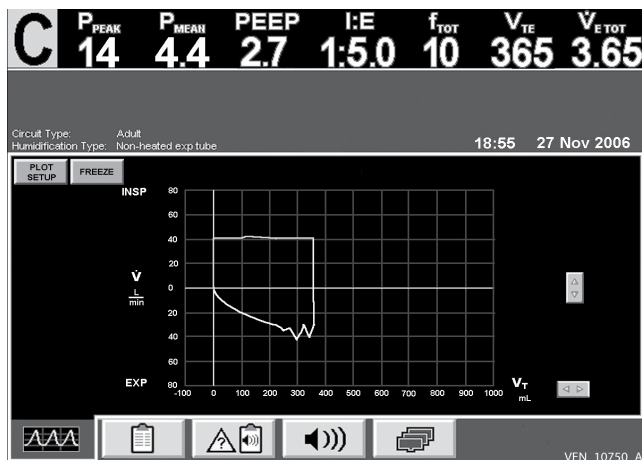 C PPEAK PMEAN PEEP I:E fTOT VTE V̇E TOT
14 4.4 2.7 1:5.0 10 365 3.65
Circuit Type: Adult
Humidification Type: Non-heated exp tube 18:55 27 Nov 2006
PLOT SETUP FREEZE
INSP 80
60
40
20
V̇ 0
L/min 20
40
60
EXP 80
-100 0 100 200 300 400 500 600 700 800 900 1000 VT mL
VEN_10750_A